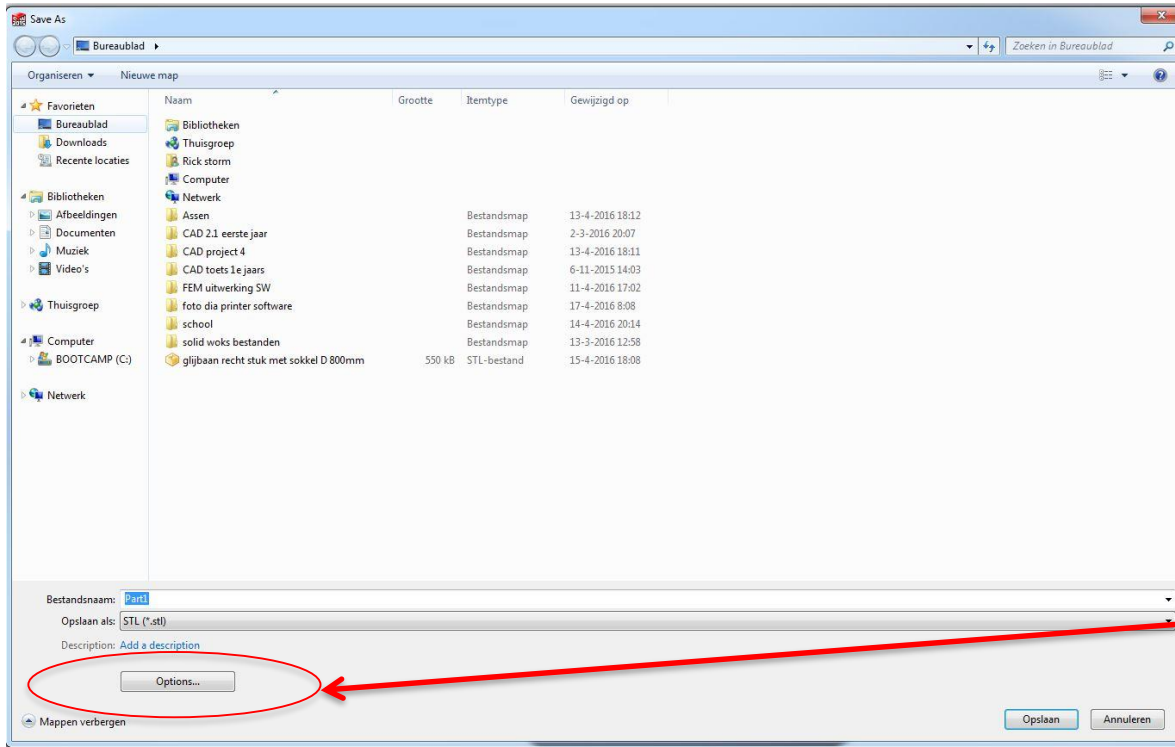 Save As
Bureaublad
Zoeken in Bureaublad
Organiseren Nieuwe map
Naam Grootte Itemtype Gewijzigd op
Favorieten
Bureaublad
Downloads
Recente locaties
Bibliotheken
Afbeeldingen
Documenten
Muziek
Video's
Thuisgroep
Computer
BOOTCAMP (C:)
Netwerk
Bibliotheken
Thuisgroep
Rick storm
Computer
Netwerk
Assen Bestandsmap 13-4-2016 18:12
CAD 2.1 eerste jaar Bestandsmap 2-3-2016 20:07
CAD project 4 Bestandsmap 13-4-2016 18:11
CAD toets 1e jaars Bestandsmap 6-11-2015 14:03
FEM uitwerking SW Bestandsmap 11-4-2016 17:02
foto dia printer software Bestandsmap 17-4-2016 8:08
school Bestandsmap 14-4-2016 20:14
solid woks bestanden Bestandsmap 13-3-2016 12:58
glijbaan recht stuk met sokkel D 800mm 550 kB STL-bestand 15-4-2016 18:08
Bestandsnaam: Part1
Opslaan als: STL (*.stl)
Description: Add a description
Options...
Mappen verbergen
Opslaan Annuleren